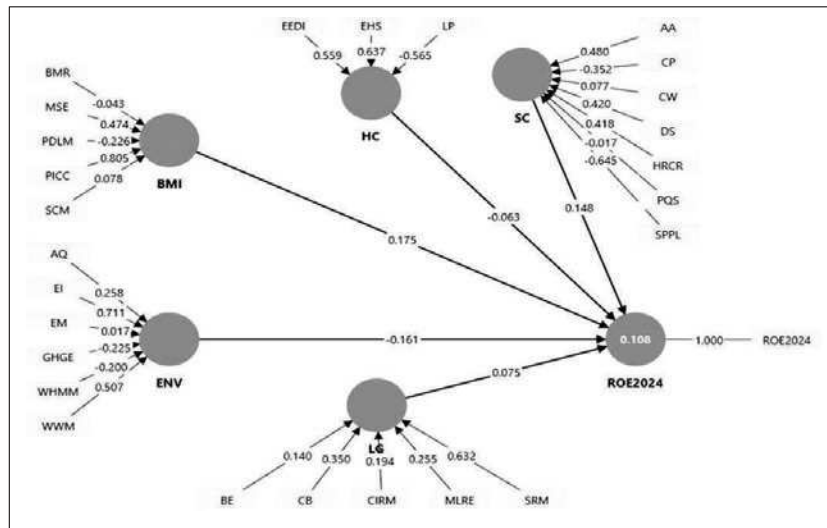 EEDI EHS LP
0.559 0.637 -0.565
HC
AA
CP
CW
DS
HRCR
PQS
SPPL
0.480
-0.352
0.077
0.420
0.418
-0.017
-0.645
SC
BMR
MSE
PDLM
PICC
SCM
-0.043
0.474
-0.226
0.805
0.078
BMI
-0.063
0.148
0.175
AQ
EI
EM
GHGE
WHMM
WWM
0.258
0.711
0.017
-0.225
-0.200
0.507
ENV
-0.161
0.108
1.000
ROE2024
ROE2024
0.075
LG
0.140 0.350 0.194 0.255 0.632
BE CB CIRM MLRE SRM